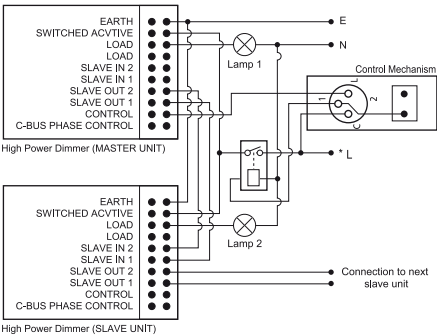 EARTH
SWITCHED ACVTIVE
LOAD
LOAD
SLAVE IN 2
SLAVE IN 1
SLAVE OUT 2
SLAVE OUT 1
CONTROL
C-BUS PHASE CONTROL
High Power Dimmer (MASTER UNIT)
E
N
Lamp 1
Control Mechanism
L
1
2
C
* L
EARTH
SWITCHED ACVTIVE
LOAD
LOAD
SLAVE IN 2
SLAVE IN 1
SLAVE OUT 2
SLAVE OUT 1
CONTROL
C-BUS PHASE CONTROL
High Power Dimmer (SLAVE UNIT)
Lamp 2
Connection to next
slave unit